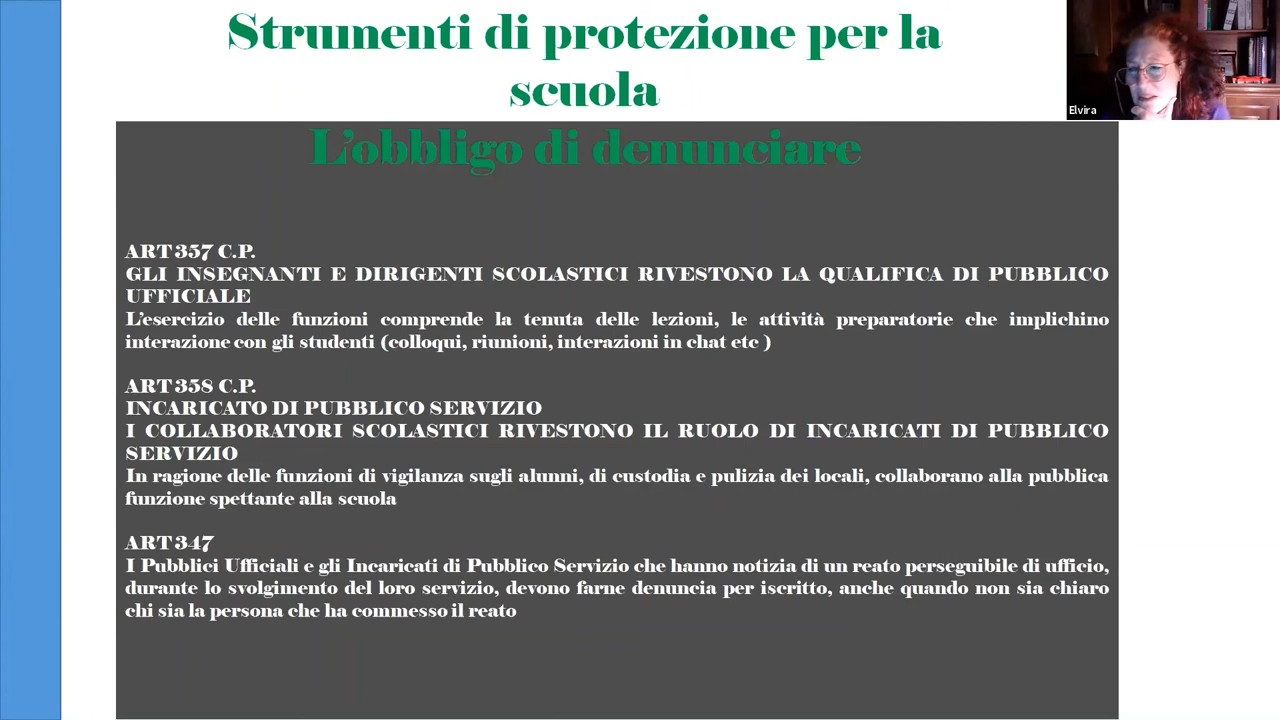 Strumenti di protezione per la
scuola
L'obbligo di denunciare
Elvira
ART 357 C.P.
GLI INSEGNANTI E DIRIGENTI SCOLASTICI RIVESTONO LA QUALIFICA DI PUBBLICO
UFFICIALE
L'esercizio delle funzioni comprende la tenuta delle lezioni, le attività preparatorie che implichino
interazione con gli studenti (colloqui, riunioni, interazioni in chat etc )
ART 358 C.P.
INCARICATO DI PUBBLICO SERVIZIO
I COLLABORATORI SCOLASTICI RIVESTONO IL RUOLO DI INCARICATI DI PUBBLICO
SERVIZIO
In ragione delle funzioni di vigilanza sugli alunni, di custodia e pulizia dei locali, collaborano alla pubblica
funzione spettante alla scuola
ART 347
I Pubblici Ufficiali e gli Incaricati di Pubblico Servizio che hanno notizia di un reato perseguibile di ufficio,
durante lo svolgimento del loro servizio, devono farne denuncia per iscritto, anche quando non sia chiaro
chi sia la persona che ha commesso il reato